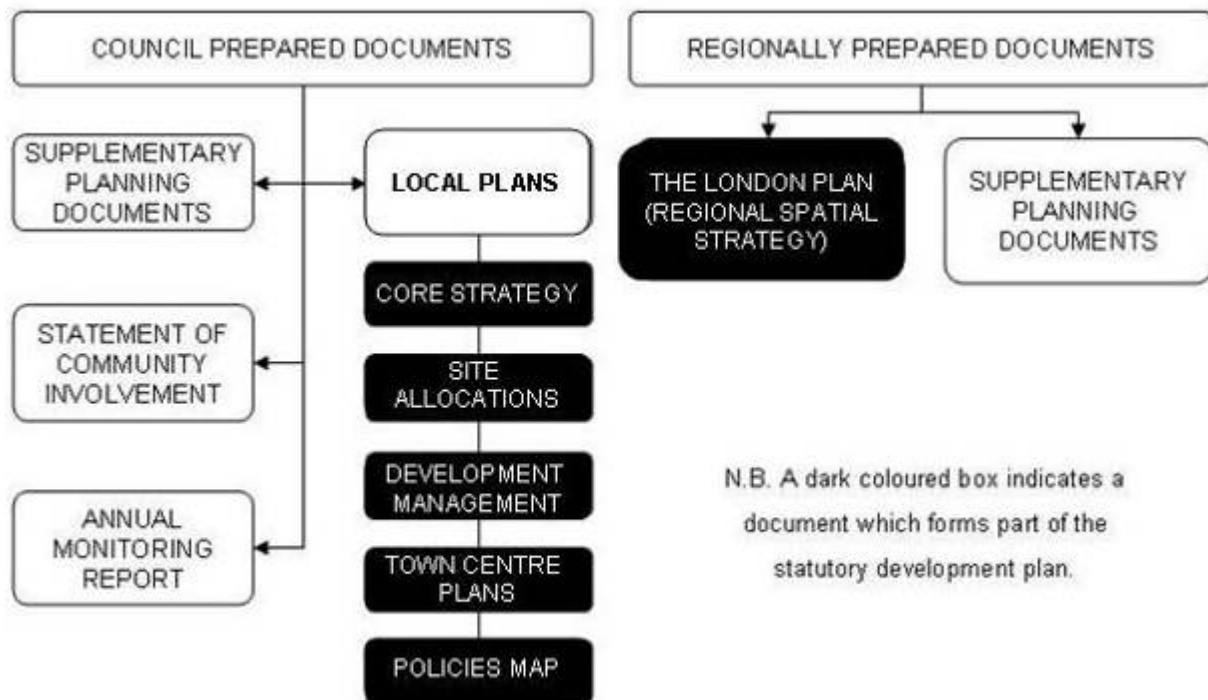 COUNCIL PREPARED DOCUMENTS
REGIONALLY PREPARED DOCUMENTS
SUPPLEMENTARY
PLANNING
DOCUMENTS
LOCAL PLANS
THE LONDON PLAN
(REGIONAL SPATIAL
STRATEGY)
SUPPLEMENTARY
PLANNING
DOCUMENTS
CORE STRATEGY
STATEMENT OF
COMMUNITY
INVOLVEMENT
SITE
ALLOCATIONS
DEVELOPMENT
MANAGEMENT
N.B. A dark coloured box indicates a
document which forms part of the
statutory development plan.
ANNUAL
MONITORING
REPORT
TOWN CENTRE
PLANS
POLICIES MAP